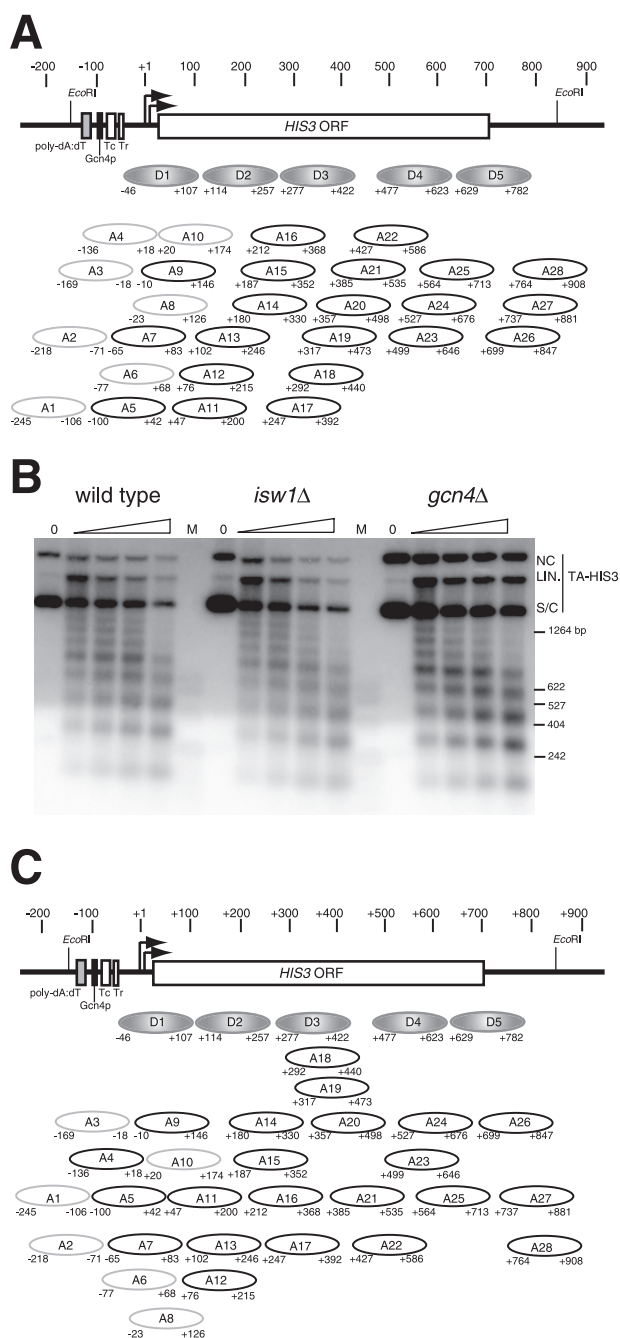 A
-200 -100 +1 100 200 300 400 500 600 700 800 900
EcoRI EcoRI
HIS3 ORF
poly-dA:dT Gcn4p Tc Tr
D1 D2 D3 D4 D5
-46 +107 +114 +257 +277 +422 +477 +623 +629 +782
A4 A10 A16 A22
-136 +18 +20 +174 +212 +368 +427 +586
A3 A9 A15 A21 A25 A28
-169 -18 -10 +146 +187 +352 +385 +535 +564 +713 +764 +908
A8 A14 A20 A24 A27
-23 +126 +180 +330 +357 +498 +527 +676 +737 +881
A2 A7 A13 A19 A23 A26
-218 -71 -65 +83 +102 +246 +317 +473 +499 +646 +699 +847
A6 A12 A18
-77 +68 +76 +215 +292 +440
A1 A5 A11 A17
-245 -106 -100 +42 +47 +200 +247 +392
B
wild type isw1Δ gcn4Δ
0 M 0 M 0
NC
LIN. TA-HIS3
S/C
1264 bp
622
527
404
242
C
-200 -100 +1 +100 +200 +300 +400 +500 +600 +700 +800 +900
EcoRI EcoRI
HIS3 ORF
poly-dA:dT Gcn4p Tc Tr
D1 D2 D3 D4 D5
-46 +107 +114 +257 +277 +422 +477 +623 +629 +782
A18
+292 +440
A19
+317 +473
A3 A9 A14 A20 A24 A26
-169 -18 -10 +146 +180 +330 +357 +498 +527 +676 +699 +847
A4 A10 A15 A23
-136 +18 +20 +174 +187 +352 +499 +646
A1 A5 A11 A16 A21 A25 A27
-245 -106 -100 +42 +47 +200 +212 +368 +385 +535 +564 +713 +737 +881
A2 A7 A13 A17 A22 A28
-218 -71 -65 +83 +102 +246 +247 +392 +427 +586 +764 +908
A6 A12
-77 +68 +76 +215
A8
-23 +126